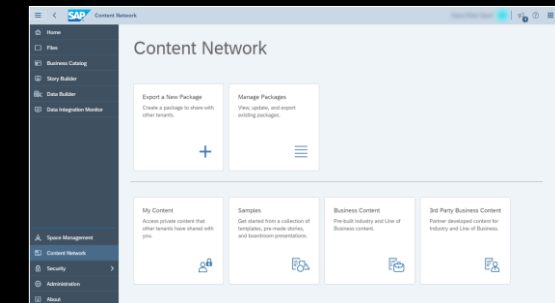 SAP Content Network
Home
Files
Business Catalog
Story Builder
Data Builder
Data Integration Monitor
Space Management
Content Network
Security
Administration
About
Content Network
Export a New Package
Create a package to share with
other tenants.
Manage Packages
View, update, and export
existing packages.
My Content
Access private content that
other tenants have shared with
you.
Samples
Get started from a collection of
templates, pre-made stories,
and boardroom presentations.
Business Content
Pre-built Industry and Line of
Business content.
3rd Party Business Content
Partner developed content for
Industry and Line of Business.